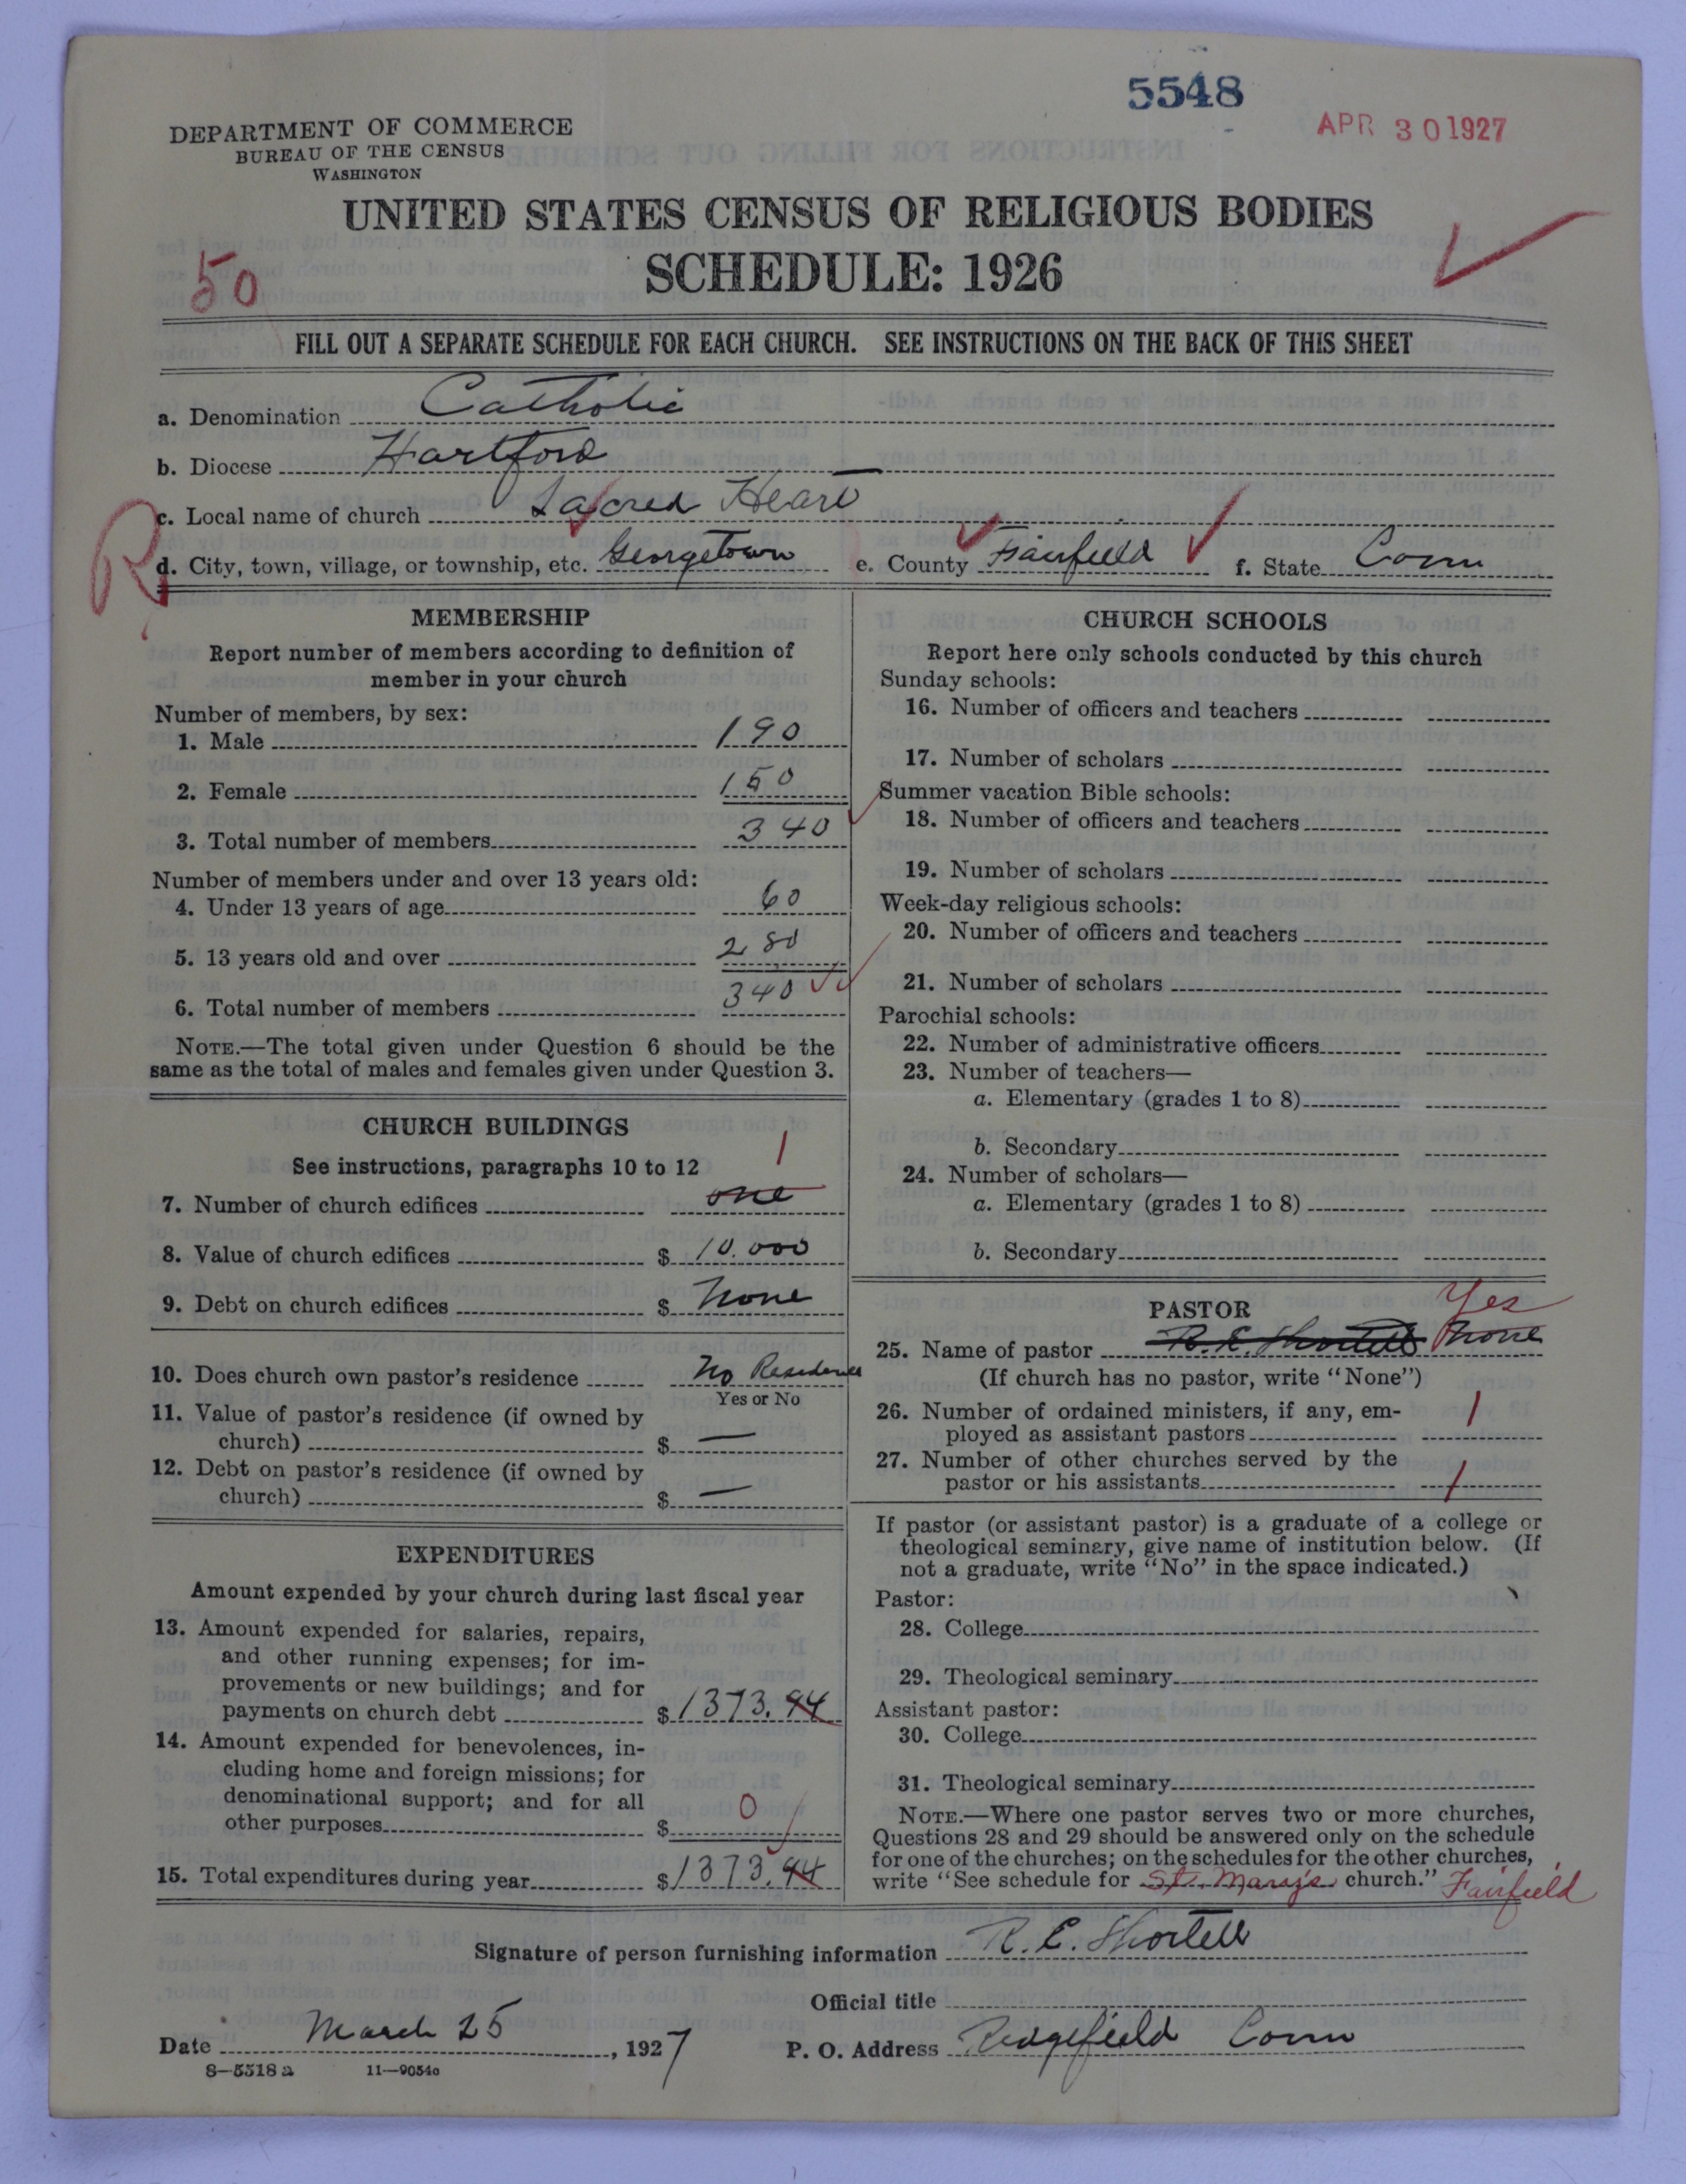 5548
APR 30 1927
DEPARTMENT OF COMMERCE
BUREAU OF THE CENSUS
WASHINGTON
UNITED STATES CENSUS OF RELIGIOUS BODIES
SCHEDULE: 1926
50
FILL OUT A SEPARATE SCHEDULE FOR EACH CHURCH. SEE INSTRUCTIONS ON THE BACK OF THIS SHEET
a. Denomination Catholic
b. Diocese Hartford
c. Local name of church Sacred Heart
R
d. City, town, village, or township, etc. Georgetown e. County Fairfield f. State Conn
MEMBERSHIP
Report number of members according to definition of
member in your church
Number of members, by sex:
1. Male 190
2. Female 150
3. Total number of members 340
Number of members under and over 13 years old:
4. Under 13 years of age 60
5. 13 years old and over 280
6. Total number of members 340
NOTE.—The total given under Question 6 should be the
same as the total of males and females given under Question 3.
CHURCH BUILDINGS
See instructions, paragraphs 10 to 12
1
7. Number of church edifices one
8. Value of church edifices $ 10.000
9. Debt on church edifices $ None
10. Does church own pastor's residence No Residence
Yes or No
11. Value of pastor's residence (if owned by
church) $ —
12. Debt on pastor's residence (if owned by
church) $ —
EXPENDITURES
Amount expended by your church during last fiscal year
13. Amount expended for salaries, repairs,
and other running expenses; for im-
provements or new buildings; and for
payments on church debt $ 1373.94
14. Amount expended for benevolences, in-
cluding home and foreign missions; for
denominational support; and for all
other purposes $ 0
15. Total expenditures during year $ 1373.94
CHURCH SCHOOLS
Report here only schools conducted by this church
Sunday schools:
16. Number of officers and teachers
17. Number of scholars
Summer vacation Bible schools:
18. Number of officers and teachers
19. Number of scholars
Week-day religious schools:
20. Number of officers and teachers
21. Number of scholars
Parochial schools:
22. Number of administrative officers
23. Number of teachers—
a. Elementary (grades 1 to 8)
b. Secondary
24. Number of scholars—
a. Elementary (grades 1 to 8)
b. Secondary
PASTOR
Yes
25. Name of pastor R. E. Shortell None
(If church has no pastor, write "None")
26. Number of ordained ministers, if any, em-
ployed as assistant pastors 1
27. Number of other churches served by the
pastor or his assistants 1
If pastor (or assistant pastor) is a graduate of a college or
theological seminary, give name of institution below. (If
not a graduate, write "No" in the space indicated.)
Pastor:
28. College
29. Theological seminary
Assistant pastor:
30. College
31. Theological seminary
NOTE.—Where one pastor serves two or more churches,
Questions 28 and 29 should be answered only on the schedule
for one of the churches; on the schedules for the other churches,
write "See schedule for St. Mary's church." Fairfield
Signature of person furnishing information R. E. Shortell
Official title
Date March 25, 1927 P. O. Address Ridgefield Conn
8—5318a 11—9054c